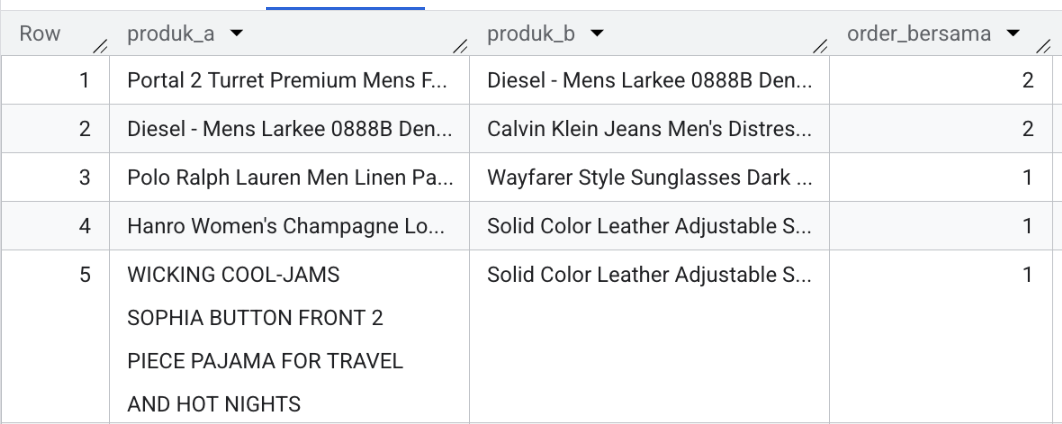 Row produk_a produk_b order_bersama
1 Portal 2 Turret Premium Mens F... Diesel - Mens Larkee 0888B Den... 2
2 Diesel - Mens Larkee 0888B Den... Calvin Klein Jeans Men's Distres... 2
3 Polo Ralph Lauren Men Linen Pa... Wayfarer Style Sunglasses Dark ... 1
4 Hanro Women's Champagne Lo... Solid Color Leather Adjustable S... 1
5 WICKING COOL-JAMS Solid Color Leather Adjustable S... 1
SOPHIA BUTTON FRONT 2
PIECE PAJAMA FOR TRAVEL
AND HOT NIGHTS